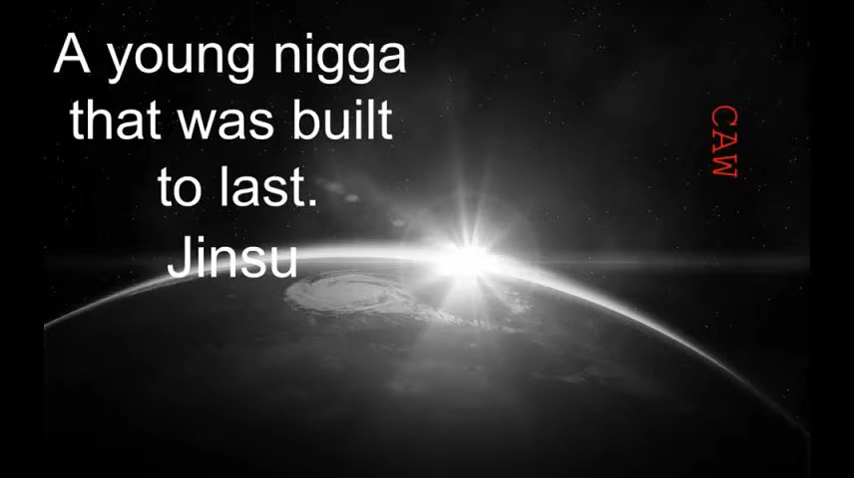 A young nigga
that was built
to last.
Jinsu
CAW